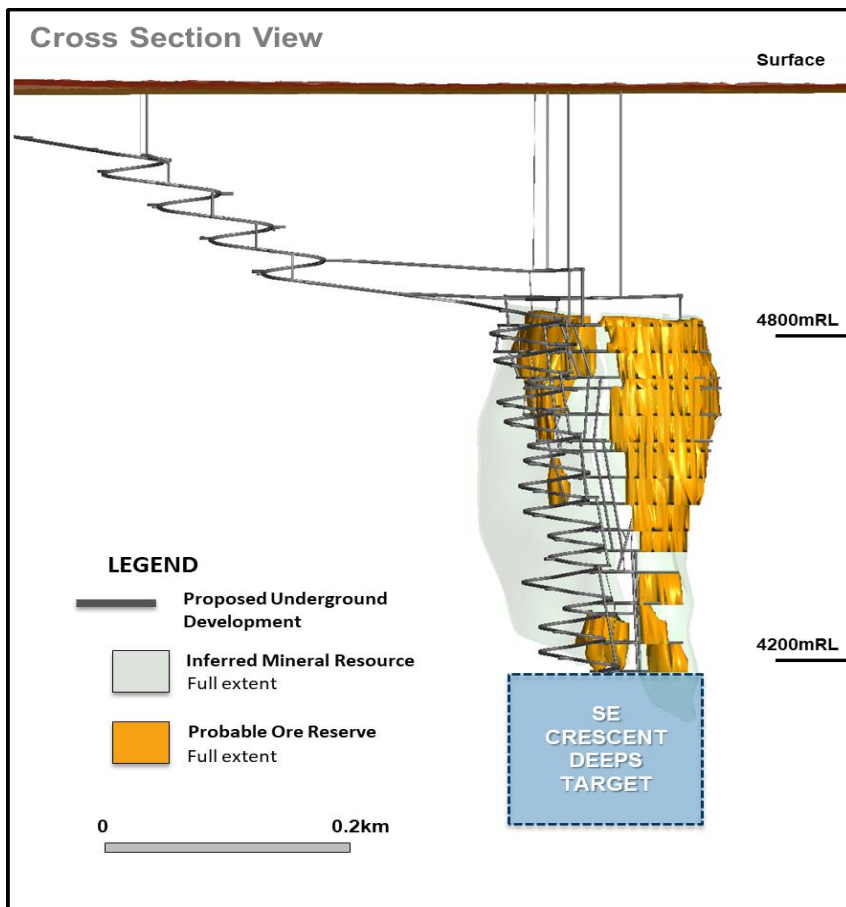 Cross Section View
Surface
4800mRL
LEGEND
Proposed Underground
Development
4200mRL
Inferred Mineral Resource
Full extent
Probable Ore Reserve
Full extent
SE
CRESCENT
DEEPS
TARGET
0 0.2km